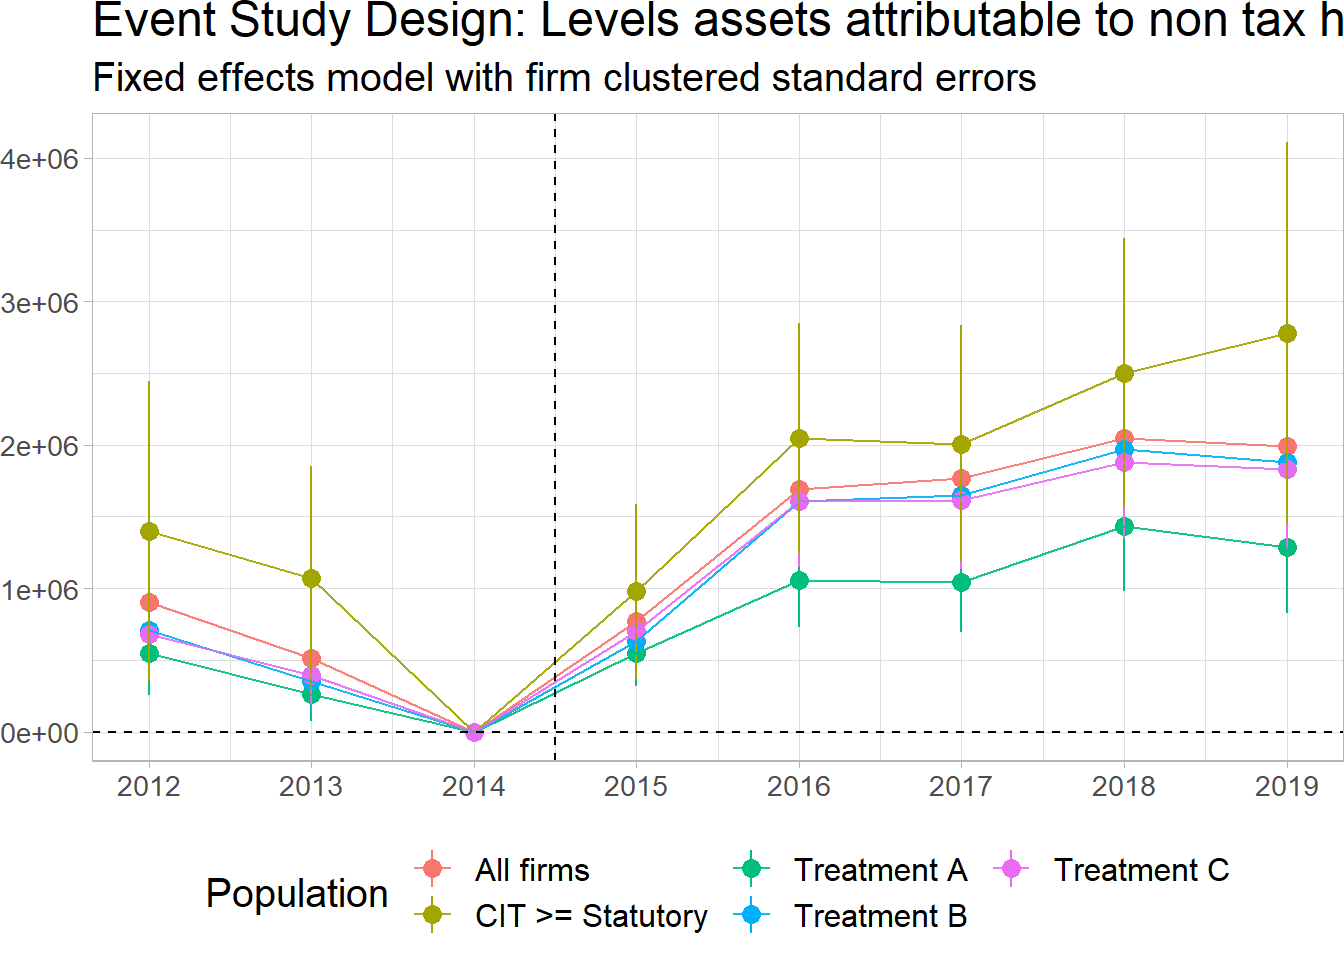 Event Study Design: Levels assets attributable to non tax h
Fixed effects model with firm clustered standard errors
4e+06
3e+06
2e+06
1e+06
0e+00
2012 2013 2014 2015 2016 2017 2018 2019
Population
All firms Treatment A Treatment C
CIT >= Statutory Treatment B